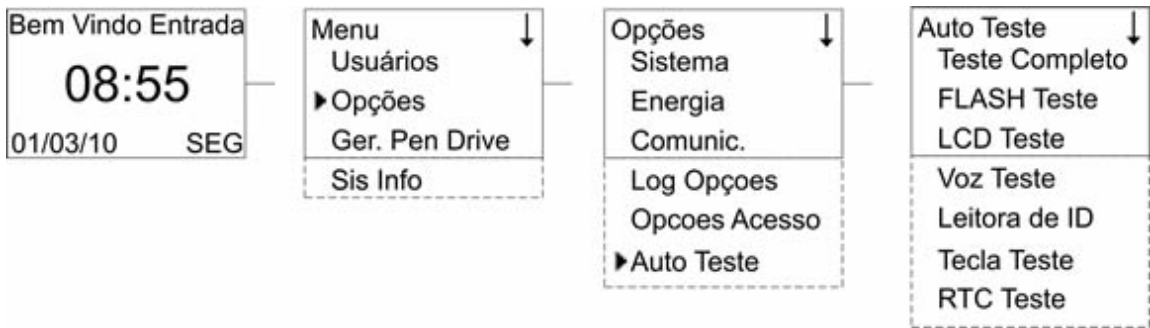 Bem Vindo Entrada
08:55
01/03/10 SEG
Menu
Usuários
Opções
Ger. Pen Drive
Sis Info
Opções
Sistema
Energia
Comunic.
Log Opçoes
Opcoes Acesso
Auto Teste
Auto Teste
Teste Completo
FLASH Teste
LCD Teste
Voz Teste
Leitora de ID
Tecla Teste
RTC Teste